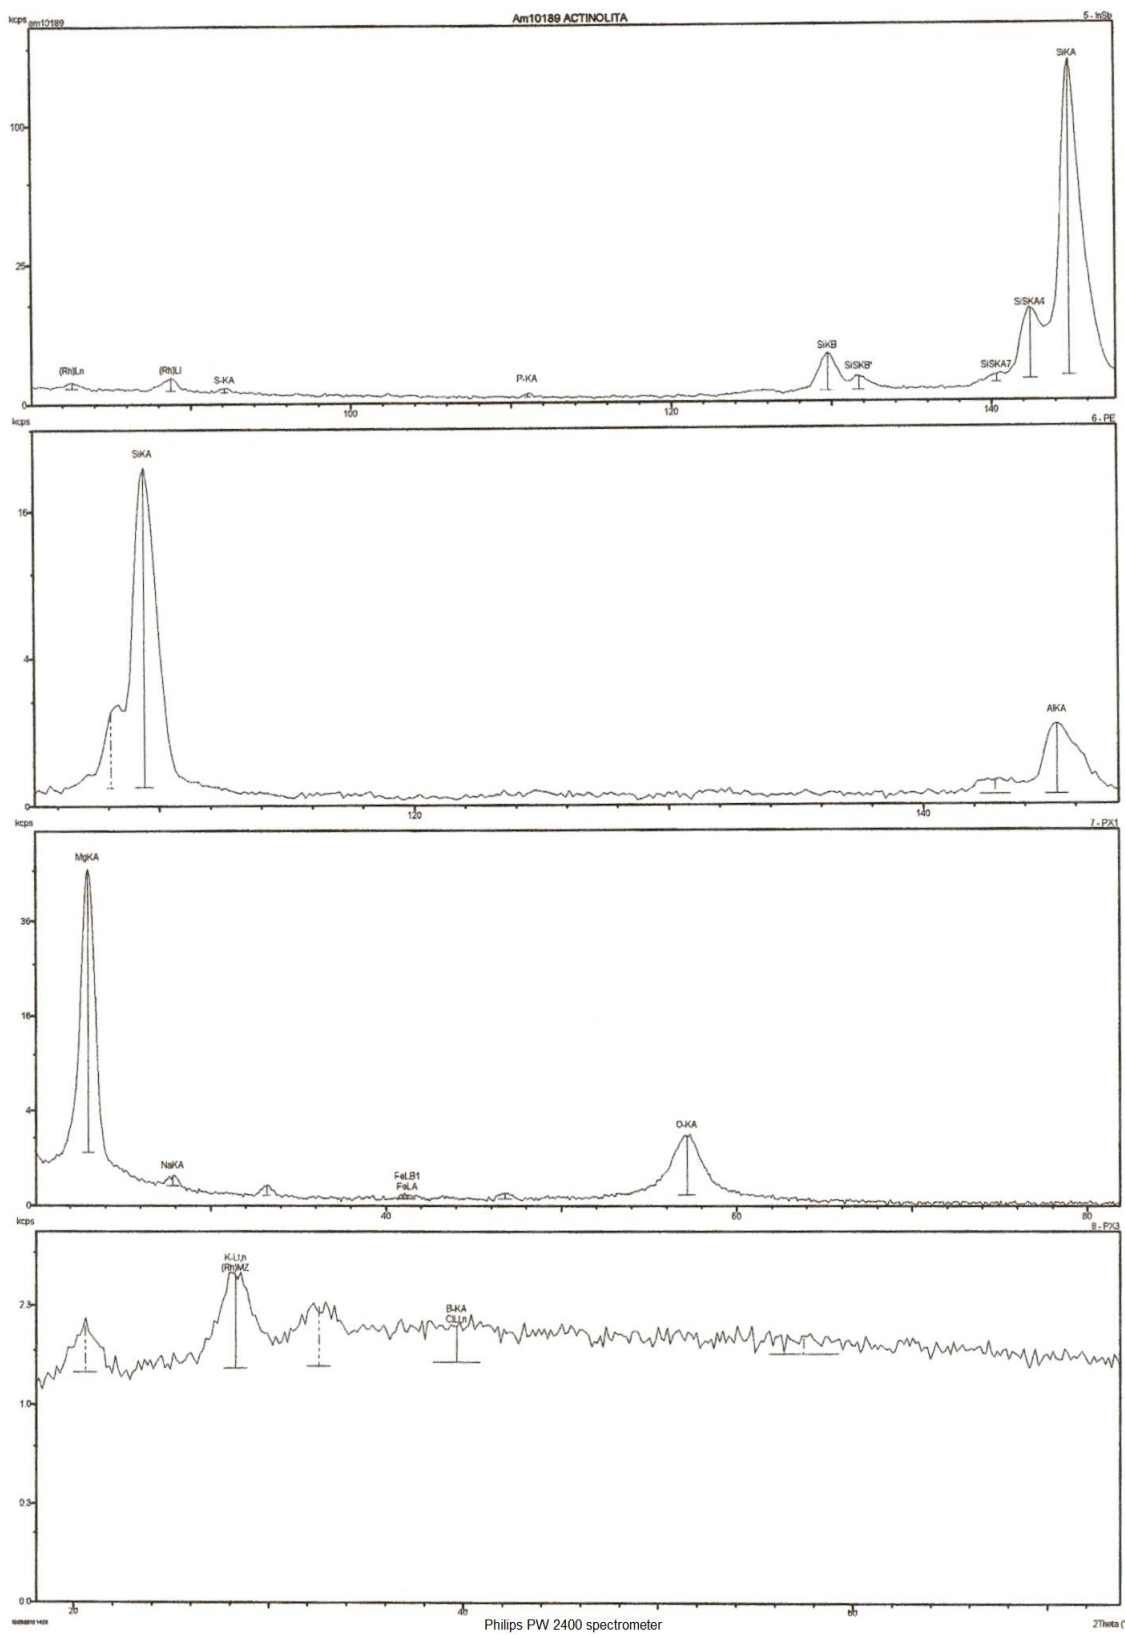 kcps am10189 Am10189 ACTINOLITA 5 - InSb
SiKA
100
25
SiSKA4
SiKB
(Rh)Ln (Rh)Ll S-KA P-KA SiSKB' SiSKA7
0
100 120 140
kcps 6 - PE
SiKA
16
4
AlKA
0
120 140
kcps 7 - PX1
MgKA
36
16
4
O-KA
NaKA
FeLB1
FeLA
0
40 60 80
kcps 8 - PX3
(Rh)MZ
2.3
B-KA
1.0
0.3
0.0
20 40 60
Philips PW 2400 spectrometer 2Theta (°